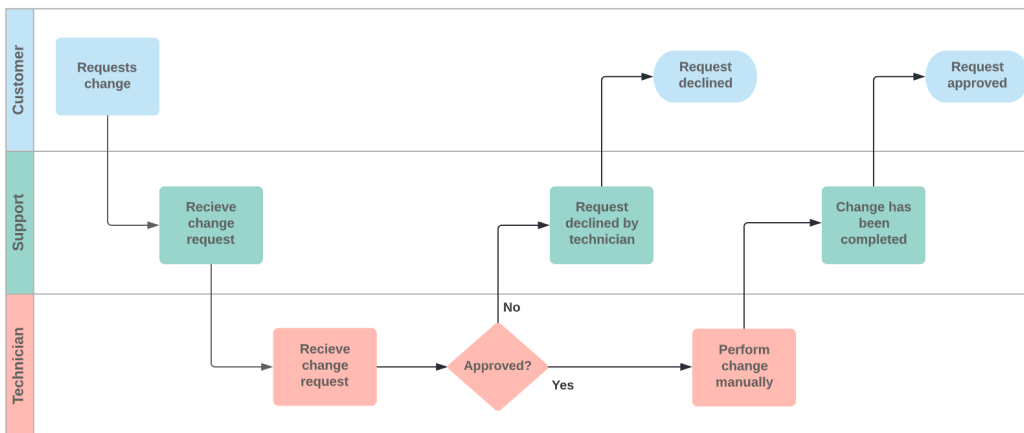 Customer
Requests
change
Request
declined
Request
approved
Support
Recieve
change
request
Request
declined by
technician
Change has
been
completed
Technician
Recieve
change
request
Approved?
No
Yes
Perform
change
manually